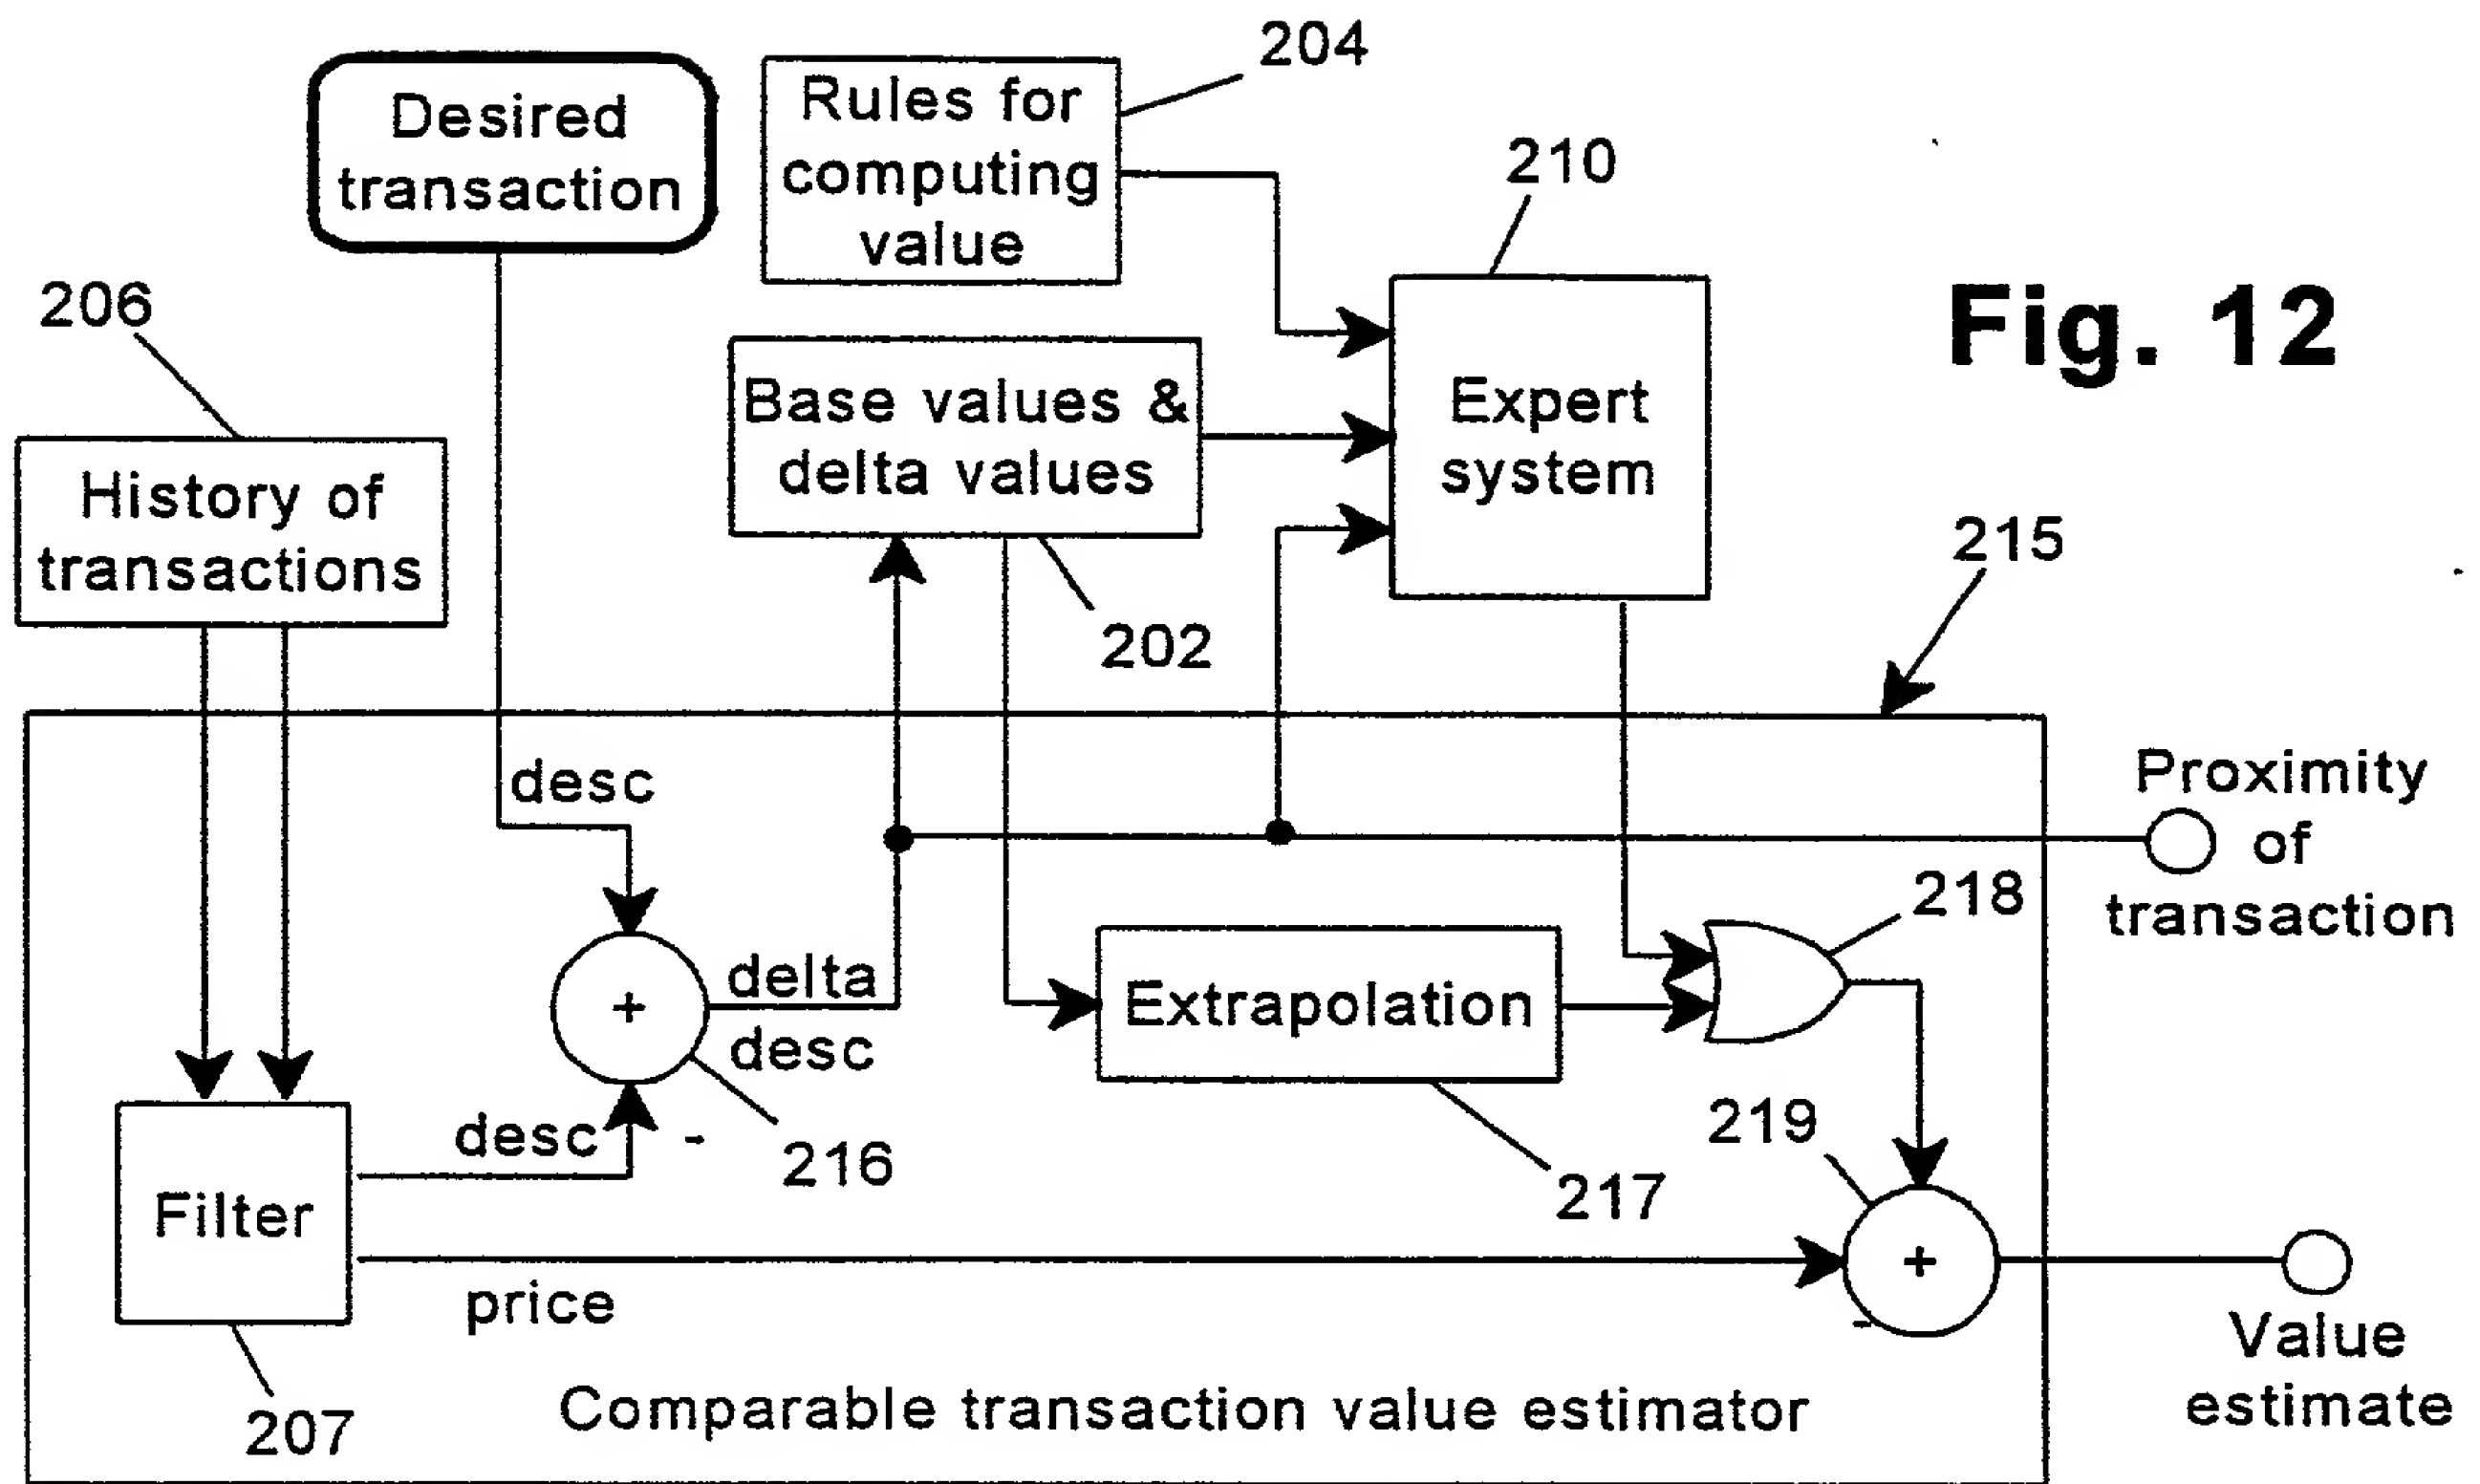 204
Desired
transaction
Rules for
computing
value
210
Fig. 12
206
Base values &
delta values
Expert
system
History of
transactions
215
202
desc
Proximity
of
transaction
218
delta
desc
+
Extrapolation
desc
-
216
219
217
Filter
+
price
-
Value
estimate
207
Comparable transaction value estimator